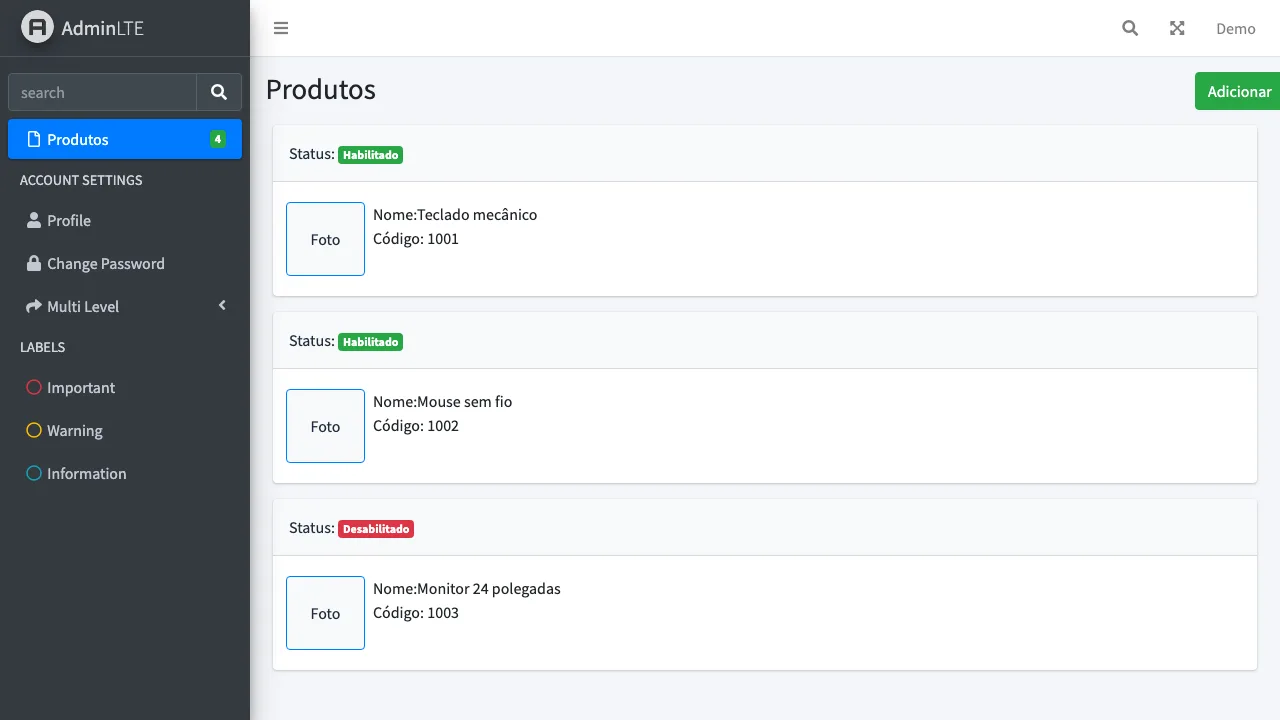 AdminLTE
search
Produtos 4
ACCOUNT SETTINGS
Profile
Change Password
Multi Level
LABELS
Important
Warning
Information
Demo
Produtos
Adicionar
Status: Habilitado
Foto
Nome:Teclado mecânico
Código: 1001
Status: Habilitado
Foto
Nome:Mouse sem fio
Código: 1002
Status: Desabilitado
Foto
Nome:Monitor 24 polegadas
Código: 1003